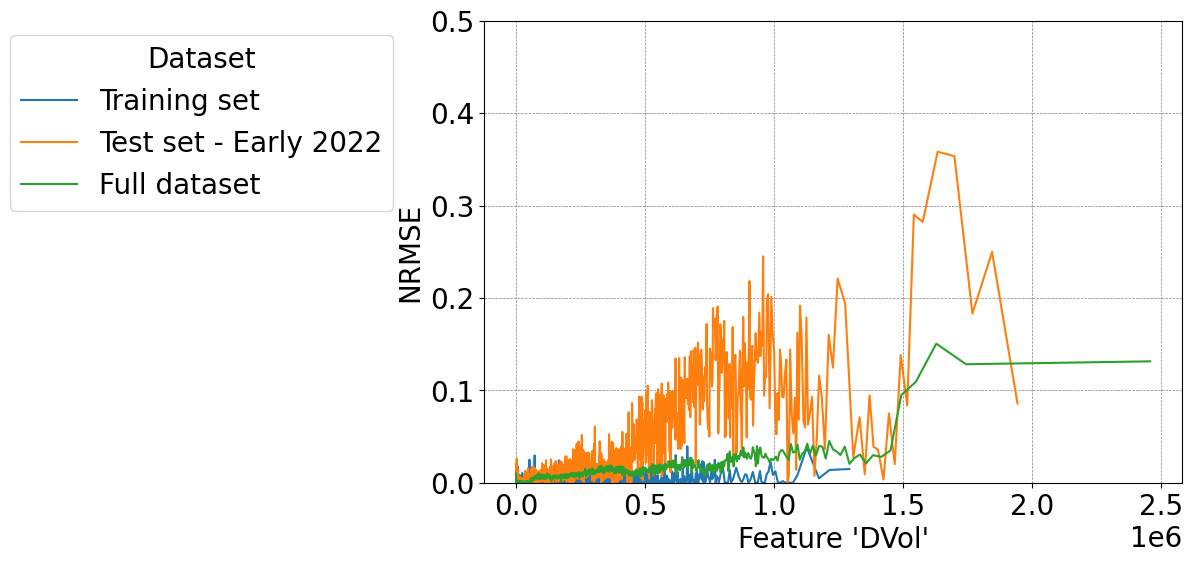 Dataset
Training set
Test set - Early 2022
Full dataset
NRMSE
0.5
0.4
0.3
0.2
0.1
0.0
0.0 0.5 1.0 1.5 2.0 2.5
1e6
Feature 'DVol'